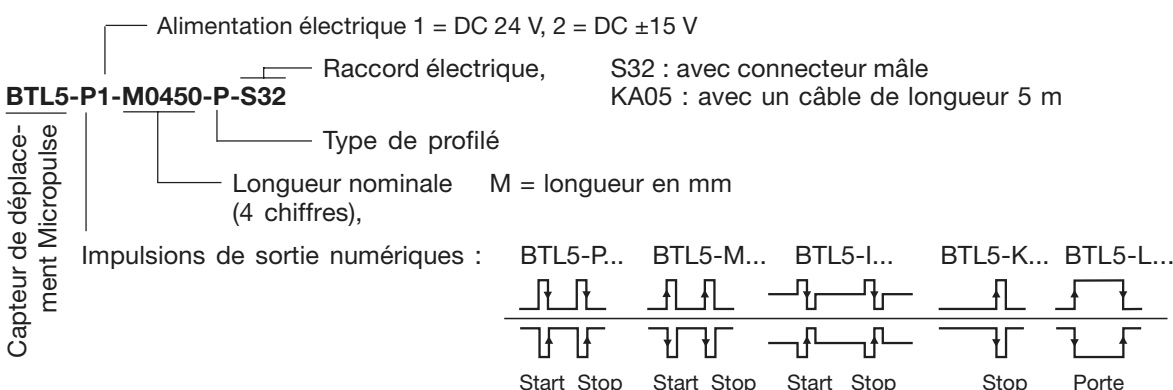 Alimentation électrique 1 = DC 24 V, 2 = DC ±15 V
Raccord électrique, S32 : avec connecteur mâle
BTL5-P1-M0450-P-S32 KA05 : avec un câble de longueur 5 m
Type de profilé
Longueur nominale M = longueur en mm
(4 chiffres),
Capteur de déplace-
ment Micropulse
Impulsions de sortie numériques : BTL5-P... BTL5-M... BTL5-I... BTL5-K... BTL5-L...
Start Stop Start Stop Start Stop Stop Porte